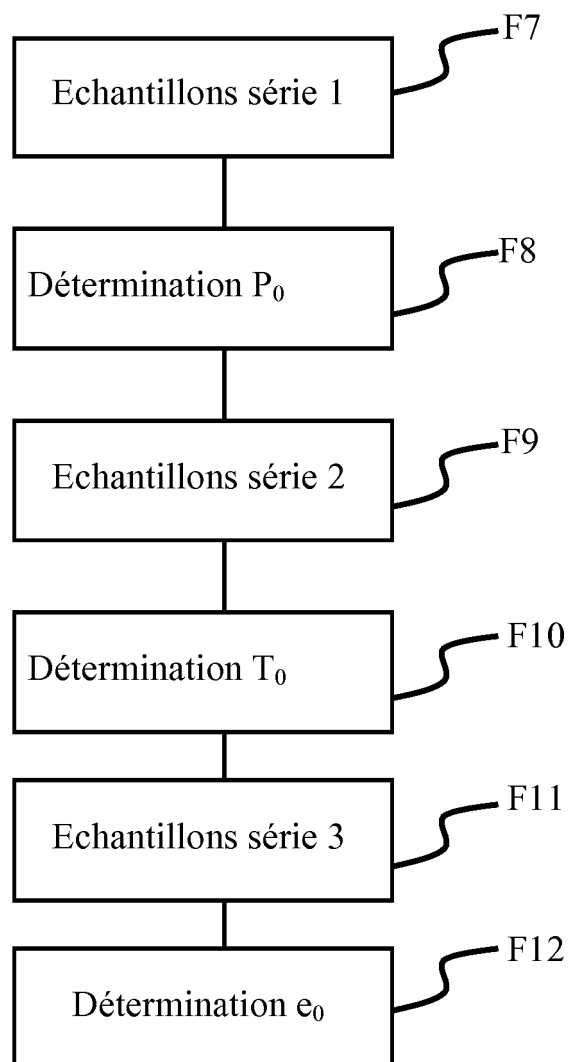 F7
Echantillons série 1
F8
Détermination P₀
F9
Echantillons série 2
F10
Détermination T₀
F11
Echantillons série 3
F12
Détermination e₀